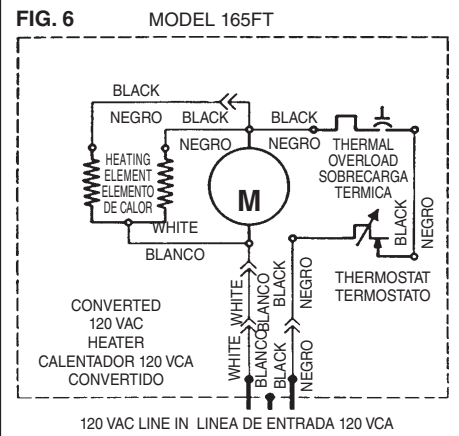 FIG. 6 MODEL 165FT
BLACK
NEGRO
BLACK
NEGRO
BLACK
NEGRO
HEATING
ELEMENT
ELEMENTO
DE CALOR
M
THERMAL
OVERLOAD
SOBRECARGA
TERMICA
BLACK
NEGRO
WHITE
BLANCO
THERMOSTAT
TERMOSTATO
WHITE
BLANCO
BLACK
NEGRO
WHITE
BLANCO
BLACK
NEGRO
CONVERTED
120 VAC
HEATER
CALENTADOR 120 VCA
CONVERTIDO
120 VAC LINE IN LINEA DE ENTRADA 120 VCA